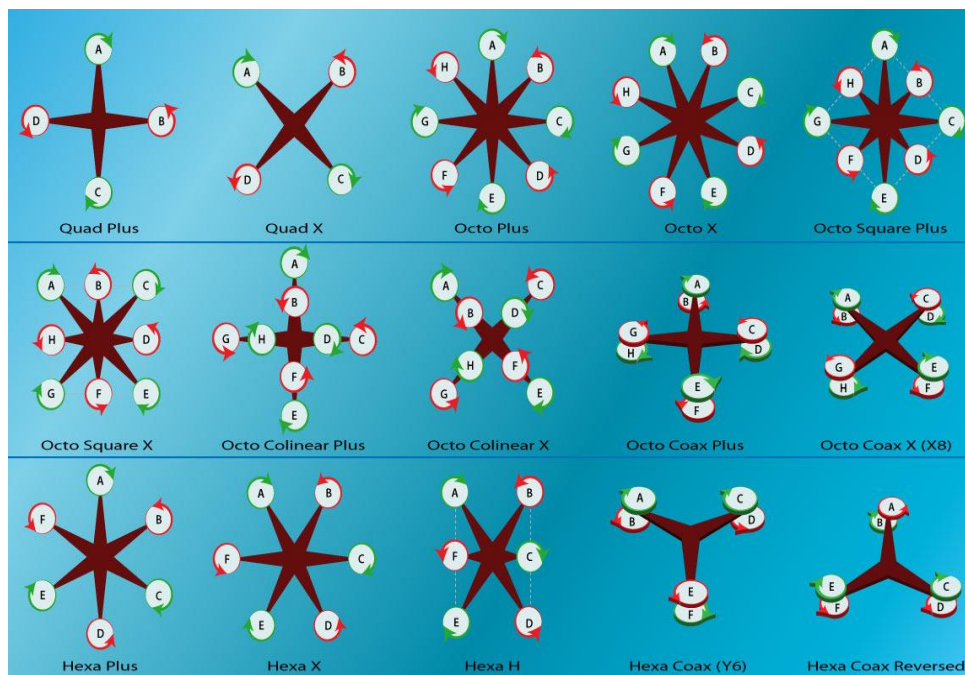 A
D B
C
Quad Plus
A B
D C
Quad X
A
H B
G C
F D
E
Octo Plus
A B
H C
G D
F E
Octo X
A
H B
G C
F D
E
Octo Square Plus
A B C
H D
G F E
Octo Square X
A
B
G H D C
F
E
Octo Colinear Plus
A C
B D
H F
G E
Octo Colinear X
A
B
G C
H D
E
F
Octo Coax Plus
A C
B D
G E
H F
Octo Coax X (X8)
A
F B
E C
D
Hexa Plus
A B
F C
E D
Hexa X
A B
F C
E D
Hexa H
A C
B D
E
F
Hexa Coax (Y6)
A
B
E C
F D
Hexa Coax Reversed